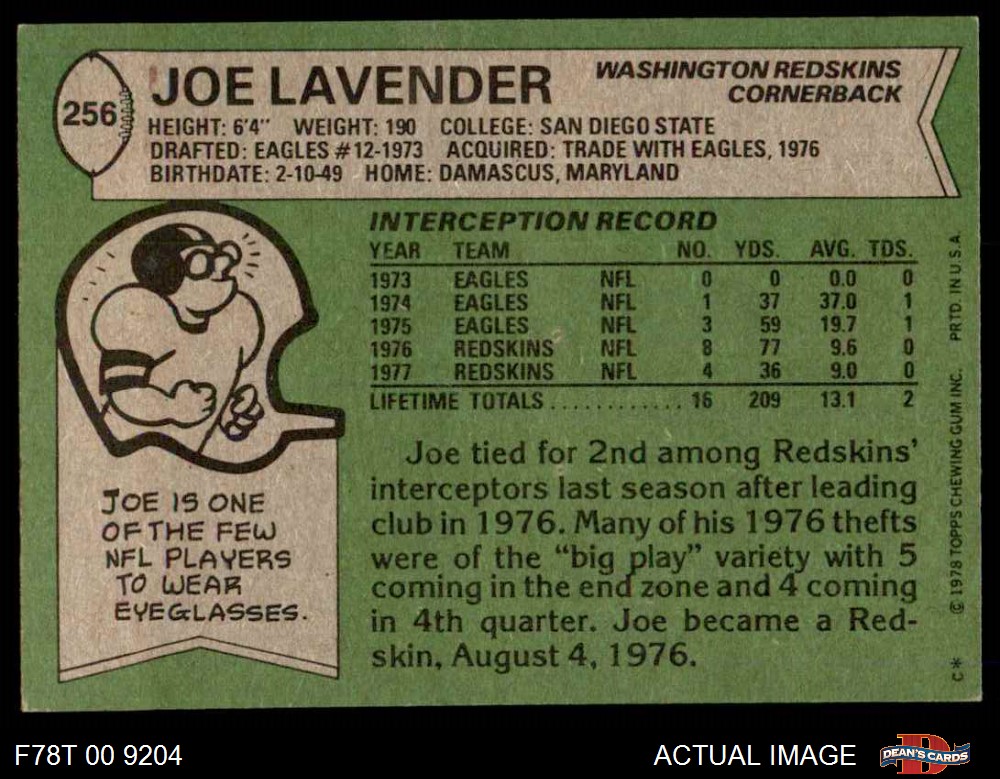 256
JOE LAVENDER
WASHINGTON REDSKINS
CORNERBACK
HEIGHT: 6'4" WEIGHT: 190 COLLEGE: SAN DIEGO STATE
DRAFTED: EAGLES #12-1973 ACQUIRED: TRADE WITH EAGLES, 1976
BIRTHDATE: 2-10-49 HOME: DAMASCUS, MARYLAND
INTERCEPTION RECORD
YEAR TEAM NO. YDS. AVG. TDS.
1973 EAGLES NFL 0 0 0.0 0
1974 EAGLES NFL 1 37 37.0 1
1975 EAGLES NFL 3 59 19.7 1
1976 REDSKINS NFL 8 77 9.6 0
1977 REDSKINS NFL 4 36 9.0 0
LIFETIME TOTALS............ 16 209 13.1 2
JOE IS ONE
OF THE FEW
NFL PLAYERS
TO WEAR
EYEGLASSES.
Joe tied for 2nd among Redskins'
interceptors last season after leading
club in 1976. Many of his 1976 thefts
were of the "big play" variety with 5
coming in the end zone and 4 coming
in 4th quarter. Joe became a Red-
skin, August 4, 1976.
C* © 1978 TOPPS CHEWING GUM INC. PRTD. IN U.S.A.
F78T 00 9204
ACTUAL IMAGE
DEAN'S CARDS